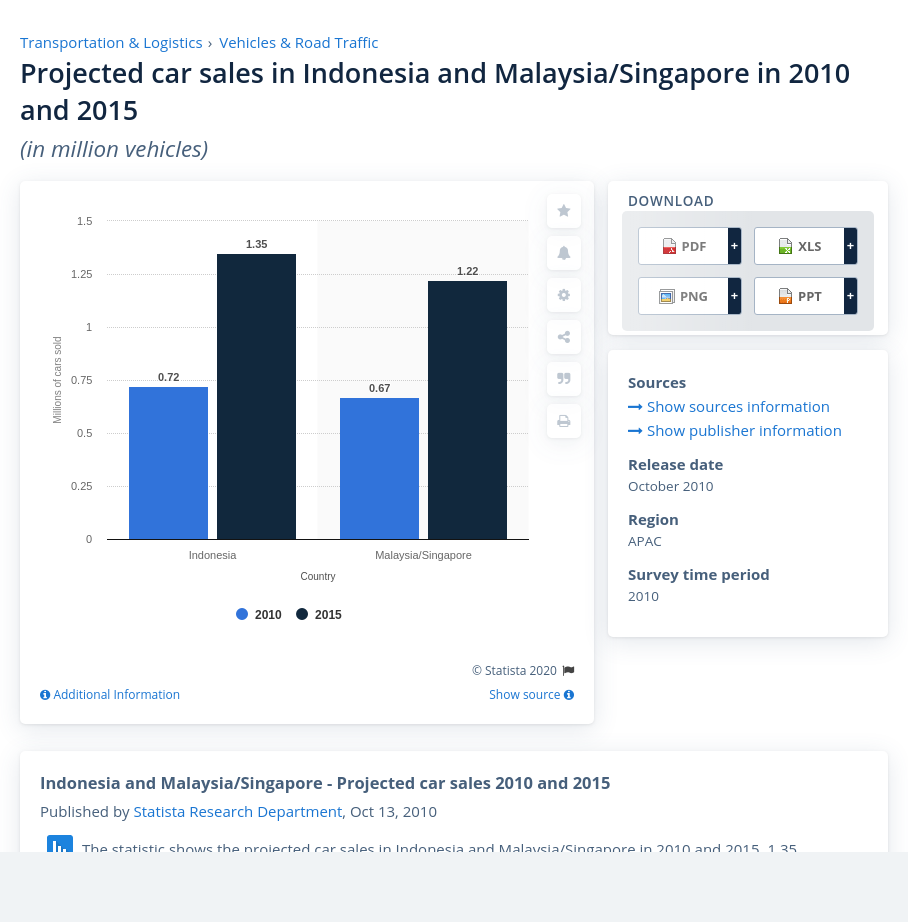 Transportation & Logistics › Vehicles & Road Traffic
Projected car sales in Indonesia and Malaysia/Singapore in 2010
and 2015
(in million vehicles)
1.5
1.25
1
0.75
0.5
0.25
0
Millions of cars sold
0.72
1.35
0.67
1.22
Indonesia
Malaysia/Singapore
Country
2010 2015
© Statista 2020
Additional Information
Show source
DOWNLOAD
PDF +
XLS +
PNG +
PPT +
Sources
Show sources information
Show publisher information
Release date
October 2010
Region
APAC
Survey time period
2010
Indonesia and Malaysia/Singapore - Projected car sales 2010 and 2015
Published by Statista Research Department, Oct 13, 2010
The statistic shows the projected car sales in Indonesia and Malaysia/Singapore in 2010 and 2015. 1.35